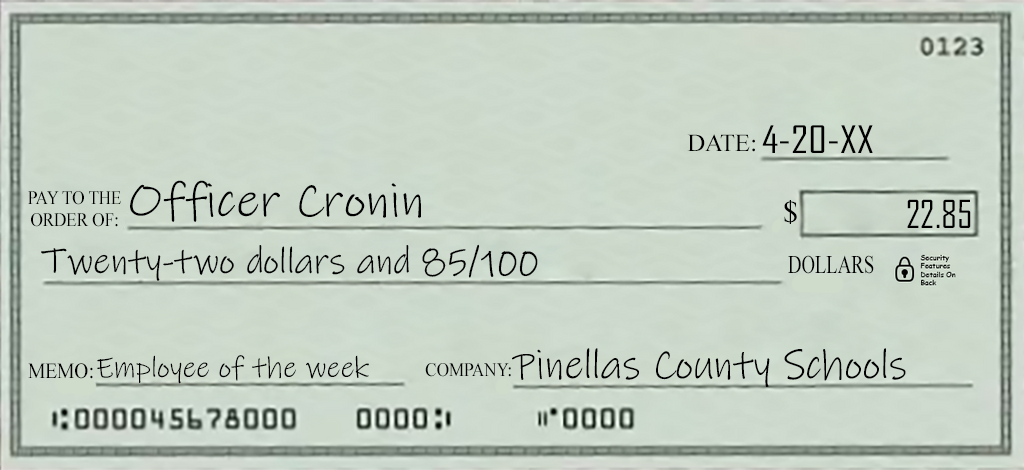 0123
DATE: 4-20-XX
PAY TO THE
ORDER OF: Officer Cronin
$ 22.85
Twenty-two dollars and 85/100 DOLLARS
Security
Features
Details On
Back
MEMO: Employee of the week COMPANY: Pinellas County Schools
⑆000045678000 0000⑆ ⑈0000